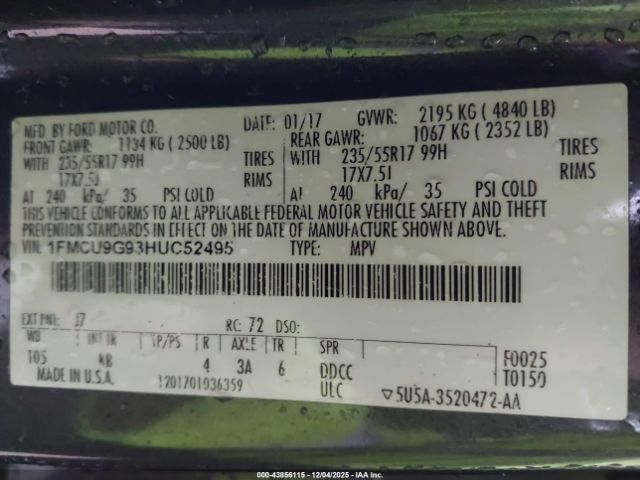 MFD. BY FORD MOTOR CO. DATE: 01/17 GVWR: 2195 KG ( 4840 LB)
FRONT GAWR: 1134 KG ( 2500 LB) REAR GAWR: 1067 KG ( 2352 LB)
WITH 235/55R17 99H TIRES WITH 235/55R17 99H TIRES
17X7.5J RIMS 17X7.5J RIMS
AT 240 kPa/ 35 PSI COLD AT 240 kPa/ 35 PSI COLD
THIS VEHICLE CONFORMS TO ALL APPLICABLE FEDERAL MOTOR VEHICLE SAFETY AND THEFT
PREVENTION STANDARDS IN EFFECT ON THE DATE OF MANUFACTURE SHOWN ABOVE.
VIN: 1FMCU9G93HUC52495 TYPE: MPV
EXT PNT: J7 RC: 72 DSO:
WB INT TR TP/PS R AXLE TR SPR
105 KB 4 3A 6 DDCC F0025
MADE IN U.S.A. 1201701036359 ULC T0150
▽5U5A-3520472-AA
000-43856115 - 12/04/2025 - IAA Inc.